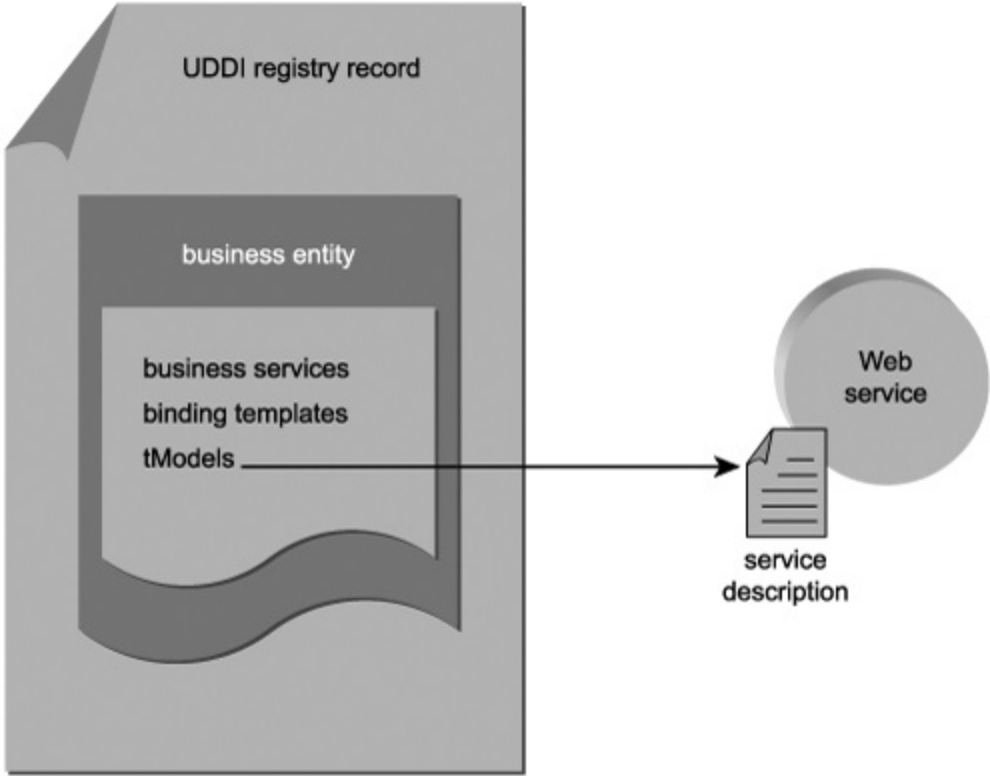 UDDI registry record
business entity
business services
binding templates
tModels
Web
service
service
description